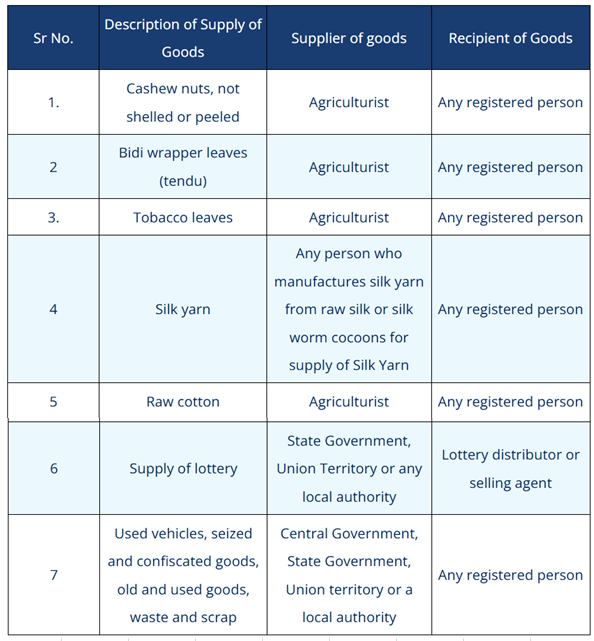 Sr No.
Description of Supply of
Goods
Supplier of goods
Recipient of Goods
1.
Cashew nuts, not
shelled or peeled
Agriculturist
Any registered person
2
Bidi wrapper leaves
(tendu)
Agriculturist
Any registered person
3.
Tobacco leaves
Agriculturist
Any registered person
4
Silk yarn
Any person who
manufactures silk yarn
from raw silk or silk
worm cocoons for
supply of Silk Yarn
Any registered person
5
Raw cotton
Agriculturist
Any registered person
6
Supply of lottery
State Government,
Union Territory or any
local authority
Lottery distributor or
selling agent
7
Used vehicles, seized
and confiscated goods,
old and used goods,
waste and scrap
Central Government,
State Government,
Union territory or a
local authority
Any registered person